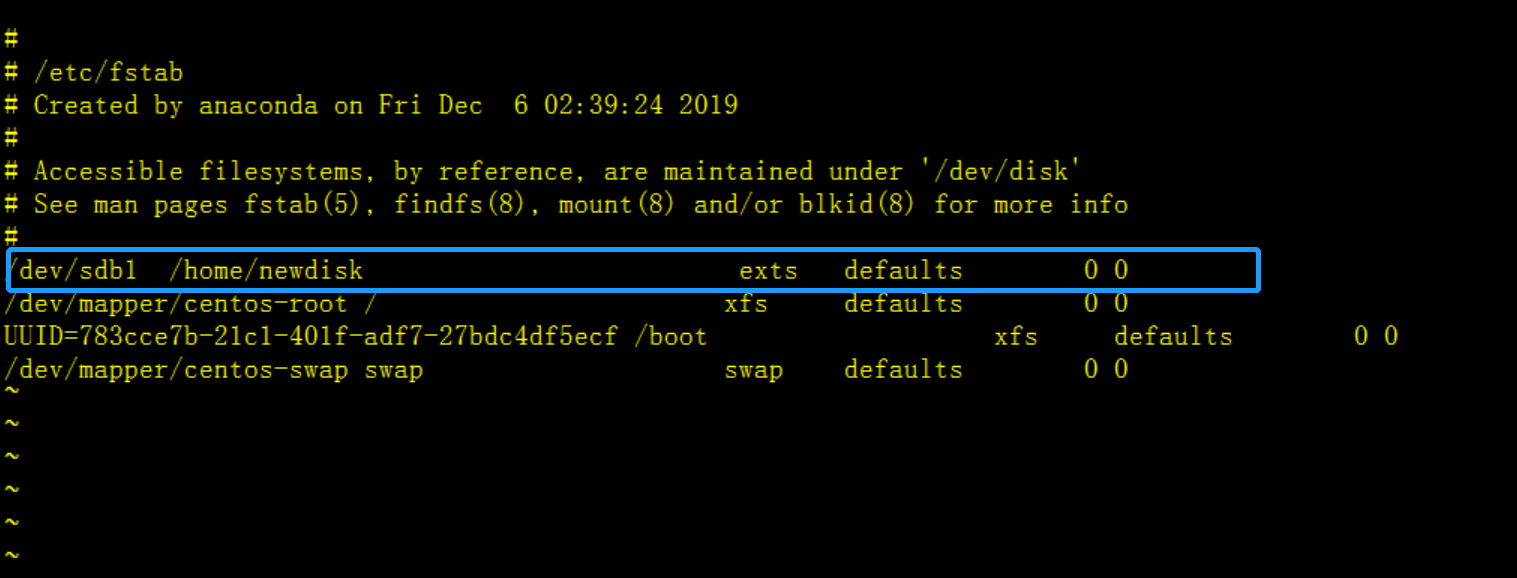 #
# /etc/fstab
# Created by anaconda on Fri Dec  6 02:39:24 2019
#
# Accessible filesystems, by reference, are maintained under '/dev/disk'
# See man pages fstab(5), findfs(8), mount(8) and/or blkid(8) for more info
#
/dev/sdb1  /home/newdisk                         exts   defaults        0 0
/dev/mapper/centos-root /                       xfs     defaults        0 0
UUID=783cce7b-21c1-401f-adf7-27bdc4df5ecf /boot                   xfs     defaults        0 0
/dev/mapper/centos-swap swap                    swap    defaults        0 0
~
~
~
~
~
~